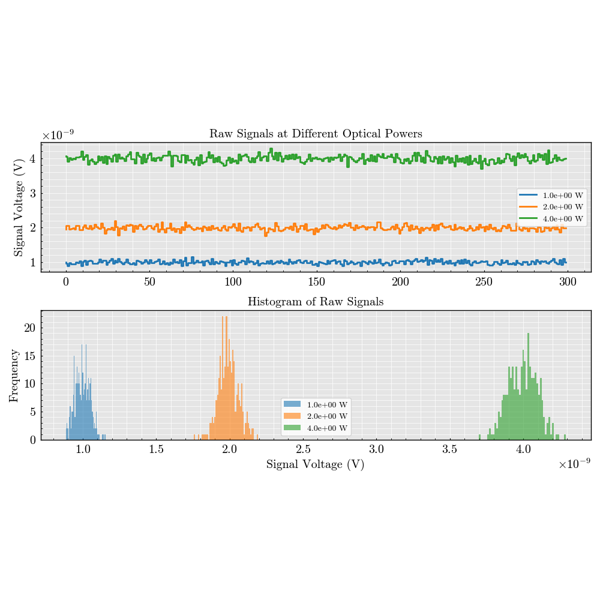 Raw Signals at Different Optical Powers
×10⁻⁹
Signal Voltage (V)
4
3
2
1
1.0e+00 W
2.0e+00 W
4.0e+00 W
0 50 100 150 200 250 300
Histogram of Raw Signals
Frequency
20
15
10
5
0
1.0e+00 W
2.0e+00 W
4.0e+00 W
1.0 1.5 2.0 2.5 3.0 3.5 4.0
Signal Voltage (V)
×10⁻⁹